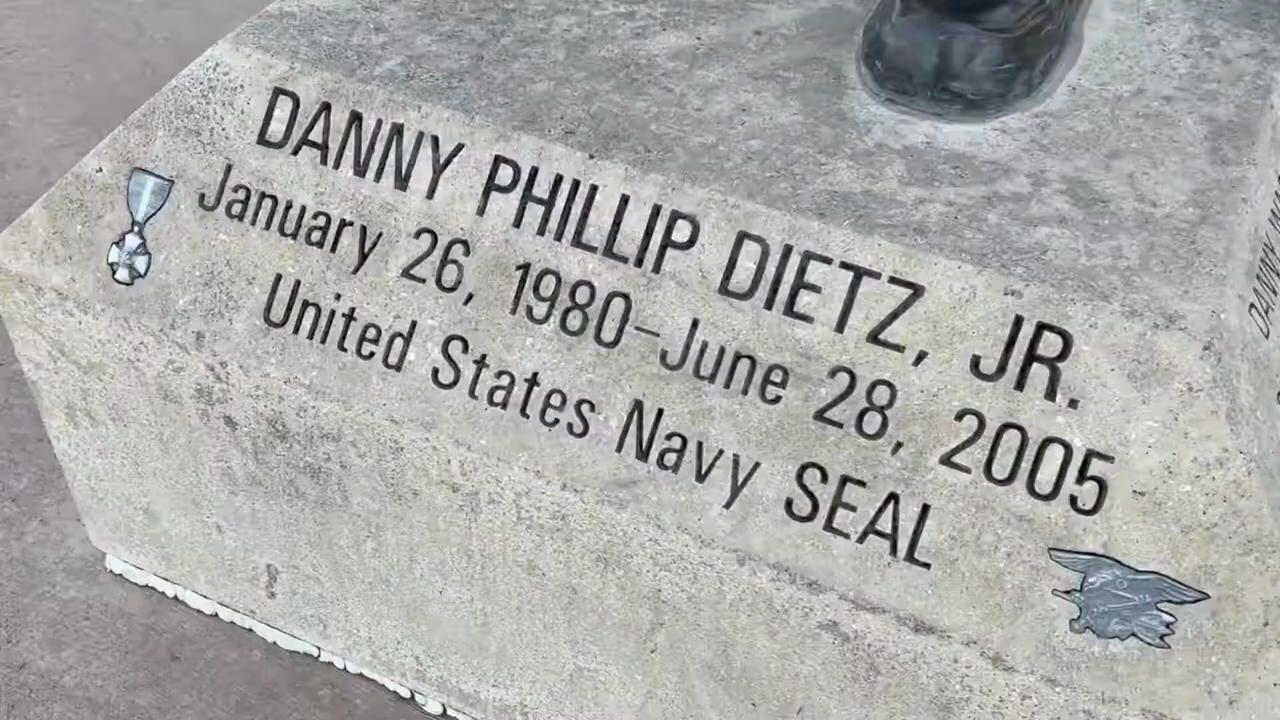 DANNY PHILLIP DIETZ, JR.
January 26, 1980–June 28, 2005
United States Navy SEAL